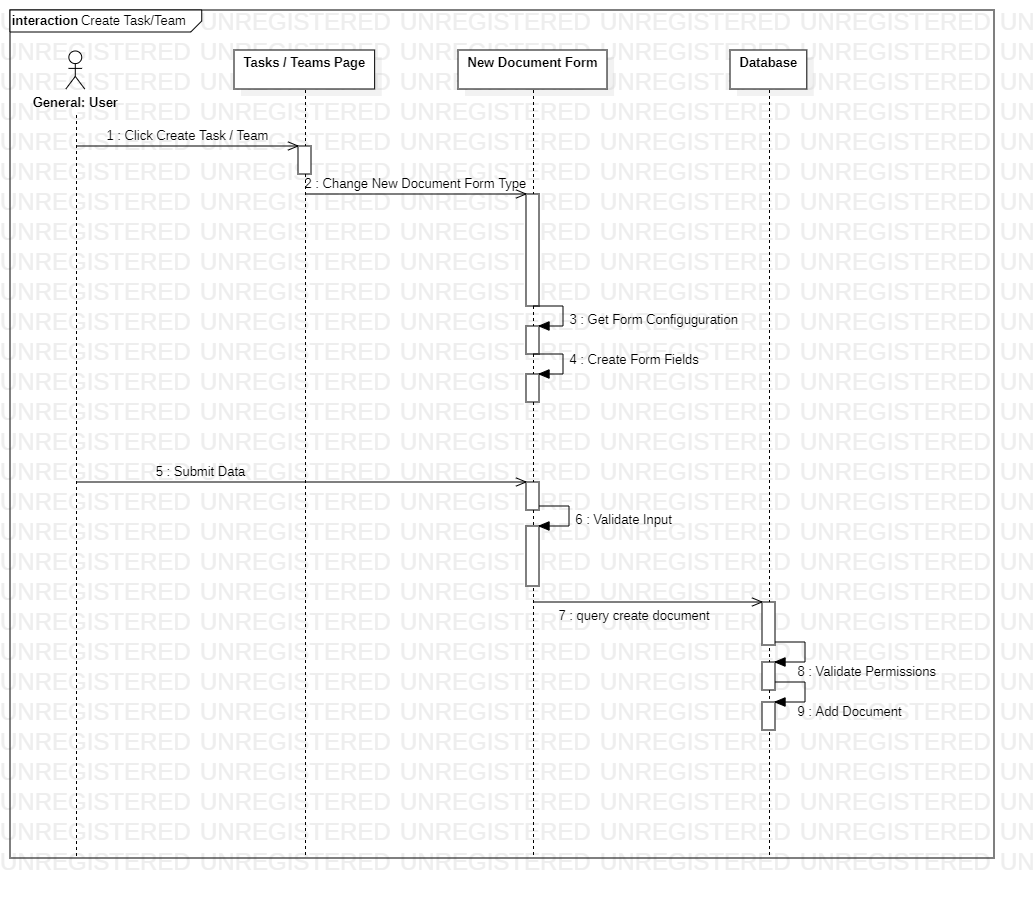 interaction Create Task/Team
Tasks / Teams Page
New Document Form
Database
General: User
1 : Click Create Task / Team
2 : Change New Document Form Type
3 : Get Form Configuguration
4 : Create Form Fields
5 : Submit Data
6 : Validate Input
7 : query create document
8 : Validate Permissions
9 : Add Document
UNREGISTERED